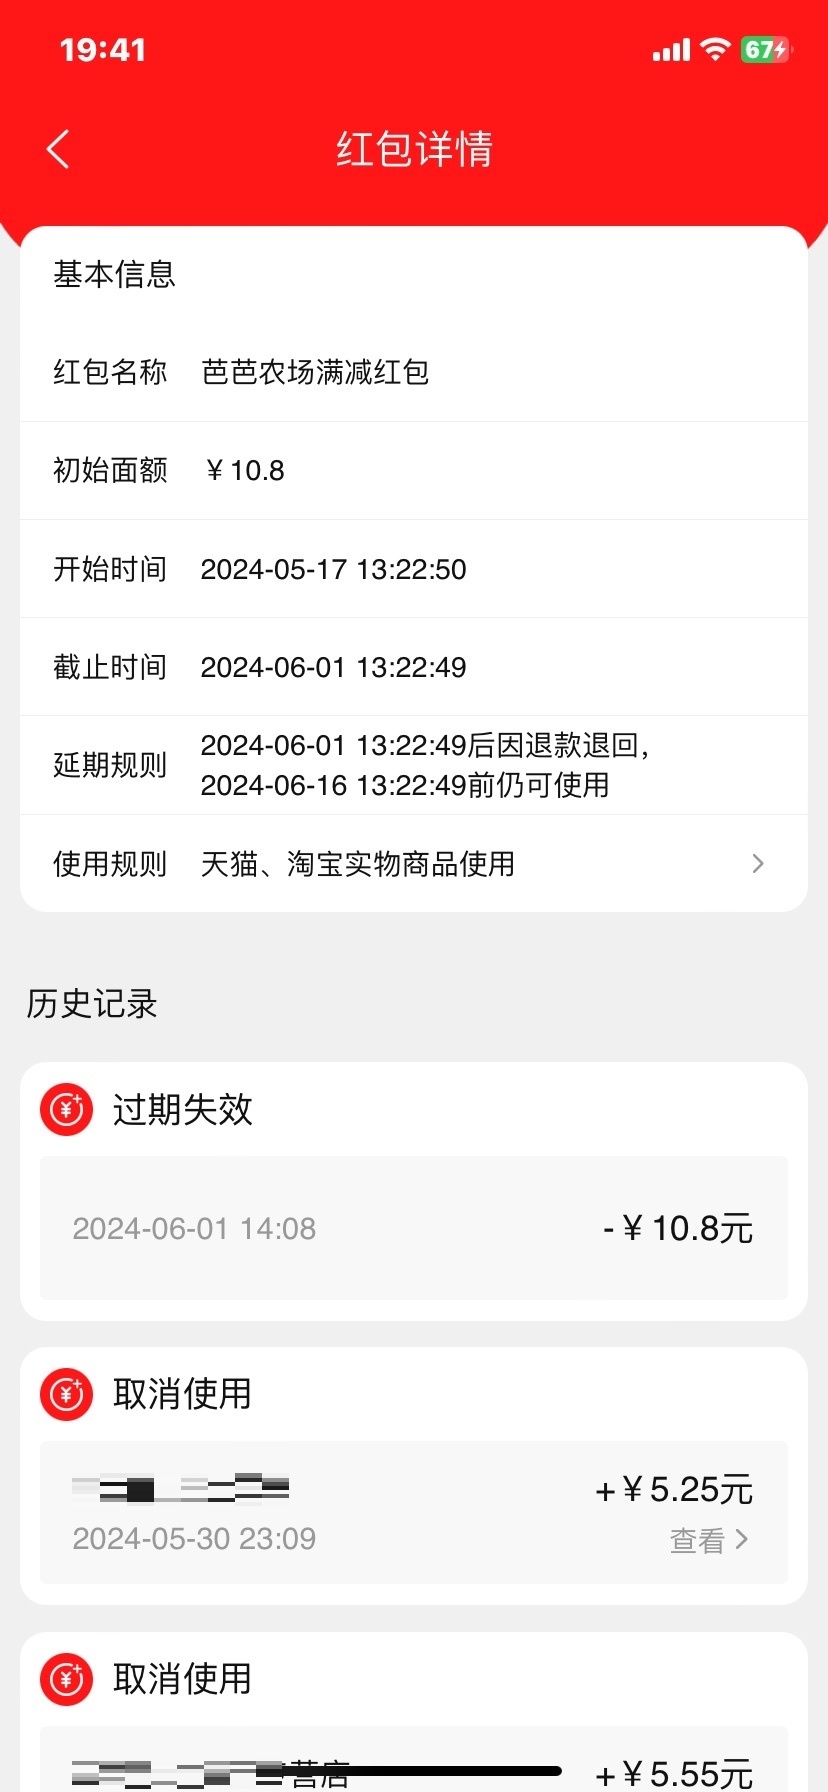 19:41
67
红包详情
基本信息
红包名称 芭芭农场满减红包
初始面额 ￥10.8
开始时间 2024-05-17 13:22:50
截止时间 2024-06-01 13:22:49
延期规则 2024-06-01 13:22:49后因退款退回，
2024-06-16 13:22:49前仍可使用
使用规则 天猫、淘宝实物商品使用
历史记录
过期失效
2024-06-01 14:08 -￥10.8元
取消使用
+￥5.25元
2024-05-30 23:09 查看
取消使用
营店 +￥5.55元